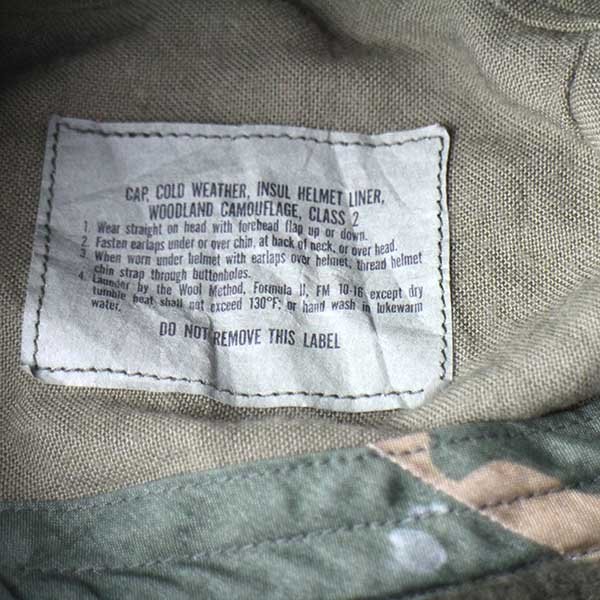 CAP, COLD WEATHER, INSUL HELMET LINER,
WOODLAND CAMOUFLAGE, CLASS 2
1. Wear straight on head with forehead flap up or down.
2. Fasten earlaps under or over chin, at back of neck, or over head.
3. When worn under helmet with earlaps over helmet, thread helmet
chin strap through buttonholes.
4. Launder by the Wool Method, Formula II, FM 10-16 except dry
tumble heat shall not exceed 130°F; or hand wash in lukewarm
water.
DO NOT REMOVE THIS LABEL